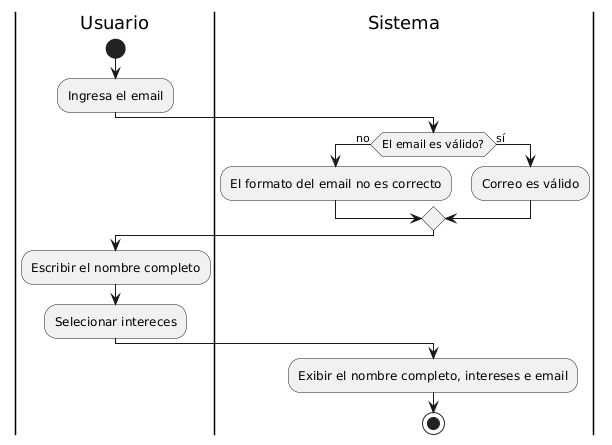 Usuario
Sistema
Ingresa el email
El email es válido?
no
sí
El formato del email no es correcto
Correo es válido
Escribir el nombre completo
Selecionar intereces
Exibir el nombre completo, intereses e email